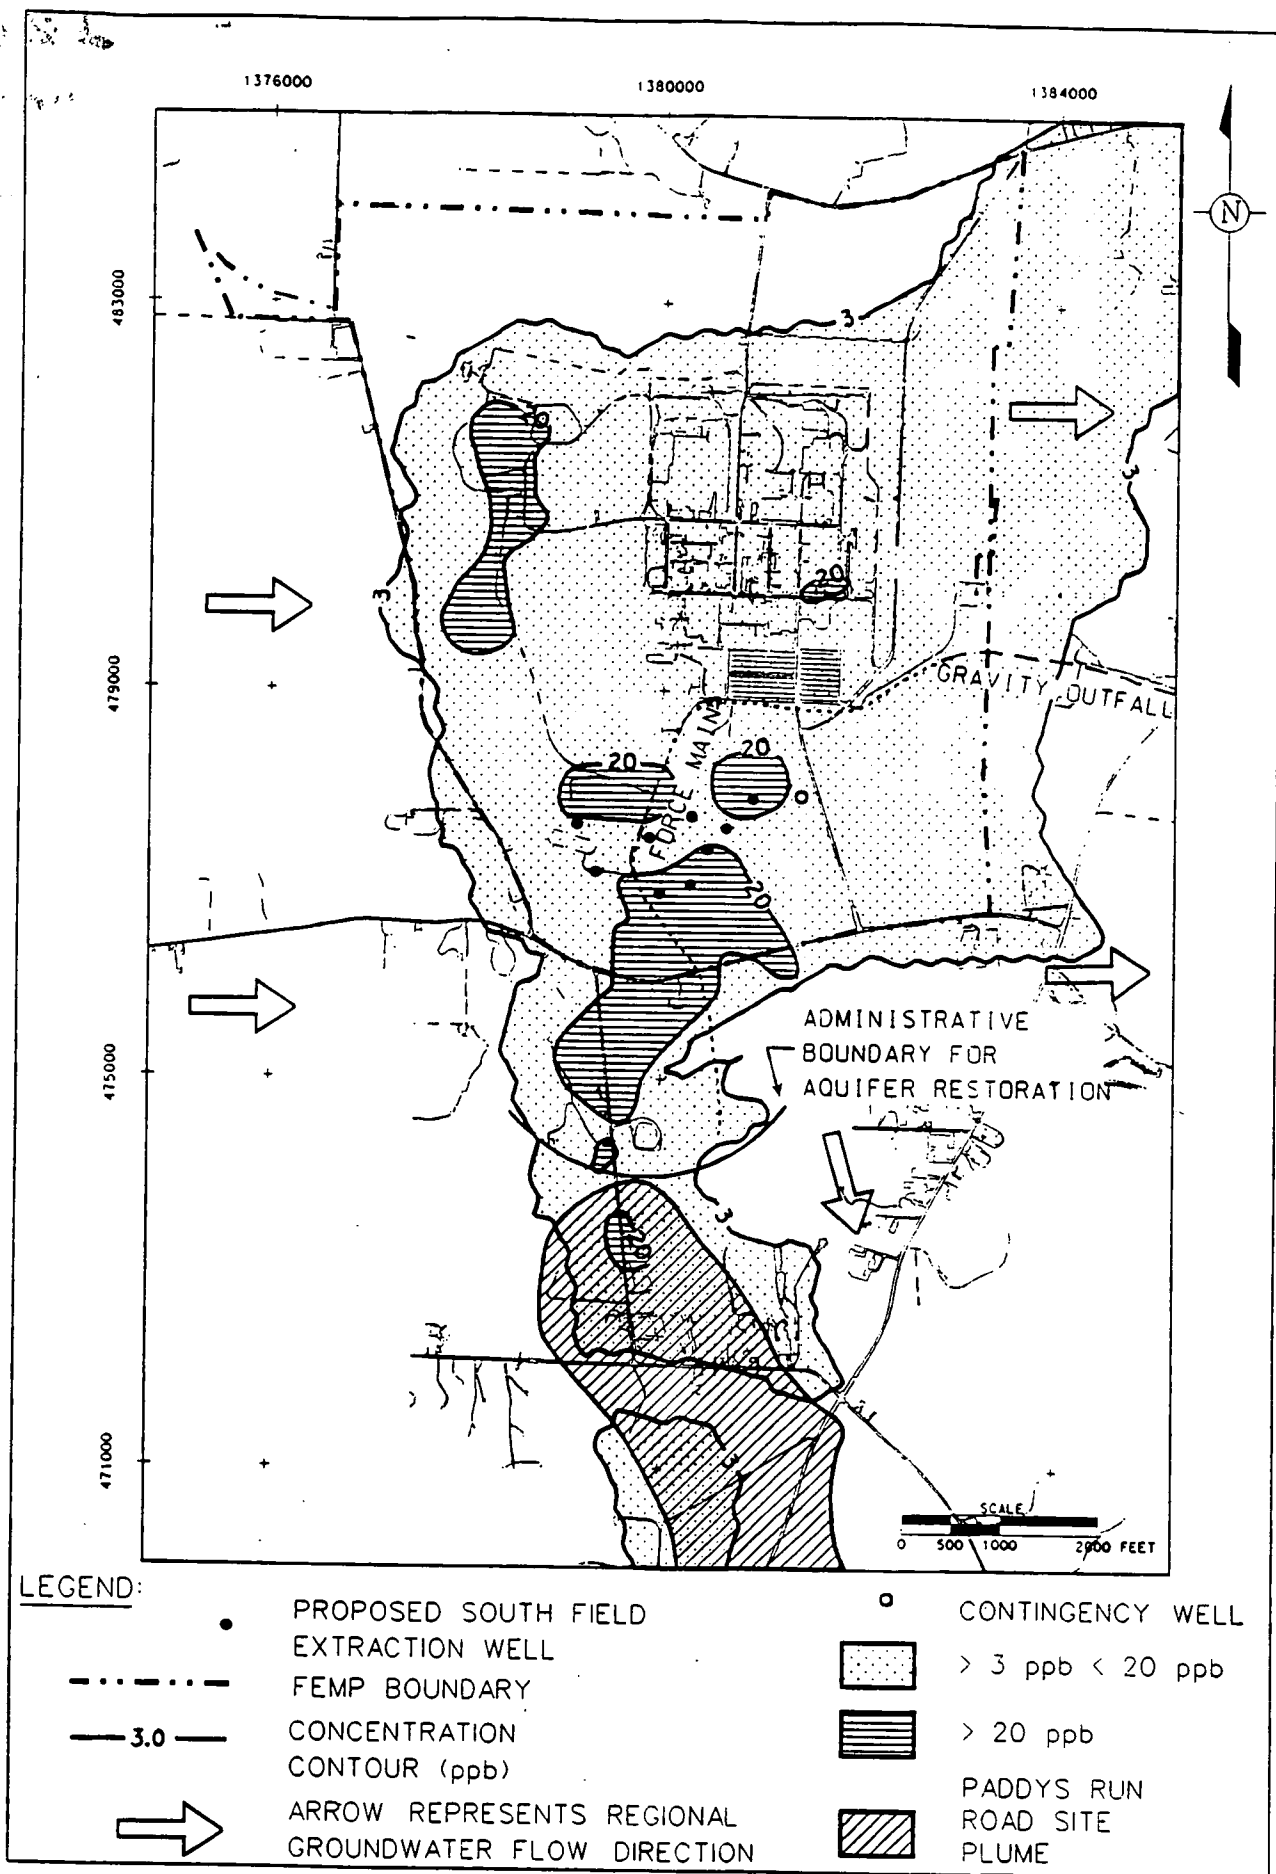 1376000
1380000
1384000
N
483000
3
20
3
20
3
479000
GRAVITY OUTFALL
FORCE MAIN
20
20
20
ADMINISTRATIVE
BOUNDARY FOR
AQUIFER RESTORATION
475000
3
20
3
471000
SCALE
0 500 1000 2000 FEET
LEGEND:
PROPOSED SOUTH FIELD
EXTRACTION WELL
FEMP BOUNDARY
3.0
CONCENTRATION
CONTOUR (ppb)
ARROW REPRESENTS REGIONAL
GROUNDWATER FLOW DIRECTION
CONTINGENCY WELL
> 3 ppb < 20 ppb
> 20 ppb
PADDYS RUN
ROAD SITE
PLUME